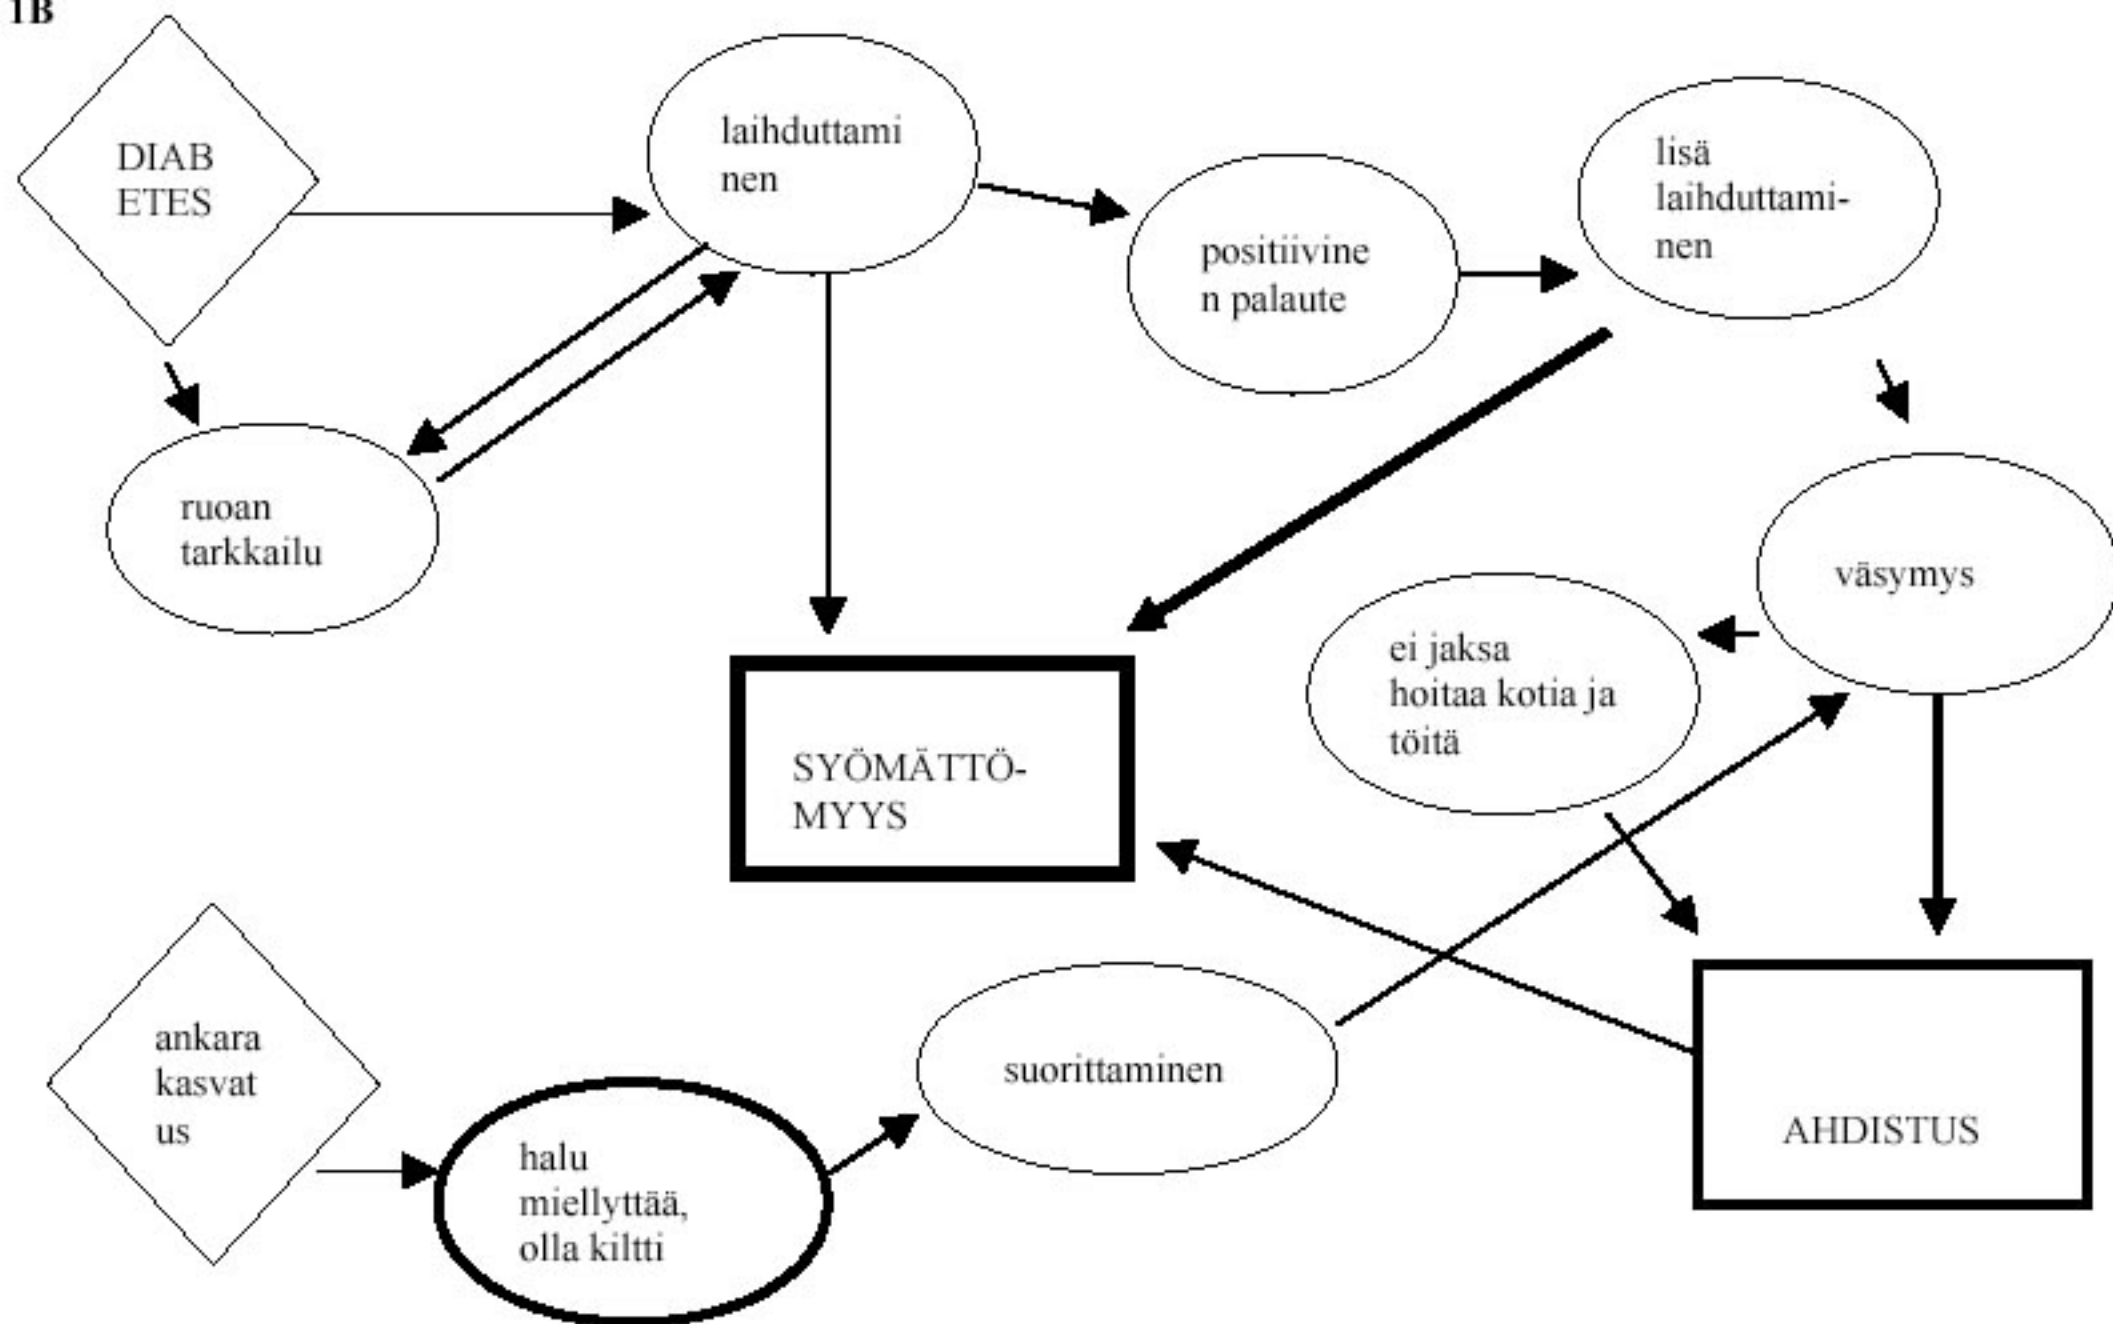 1B
DIAB
ETES
laihduttami
nen
positiivine
n palaute
lisä
laihduttami-
nen
ruoan
tarkkailu
väsymys
ei jaksa
hoitaa kotia ja
töitä
SYÖMÄTTÖ-
MYYS
ankara
kasvat
us
halu
miellyttää,
olla kiltti
suorittaminen
AHDISTUS